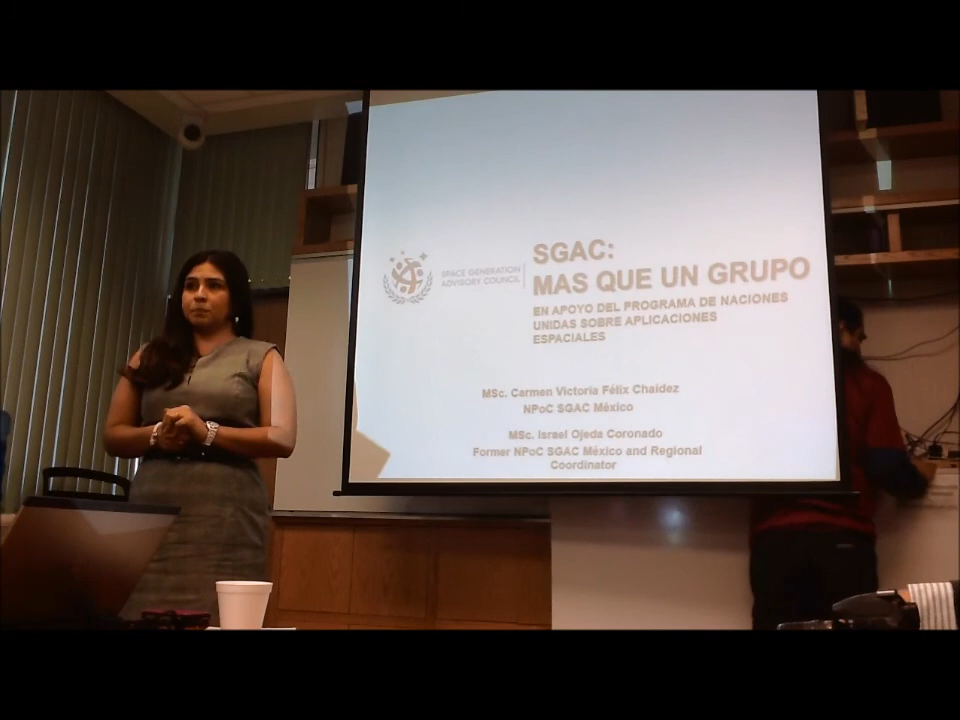 SPACE GENERATION
ADVISORY COUNCIL
SGAC:
MAS QUE UN GRUPO
EN APOYO DEL PROGRAMA DE NACIONES
UNIDAS SOBRE APLICACIONES
ESPACIALES
MSc. Carmen Victoria Félix Chaidez
NPoC SGAC México
MSc. Israel Ojeda Coronado
Former NPoC SGAC México and Regional
Coordinator